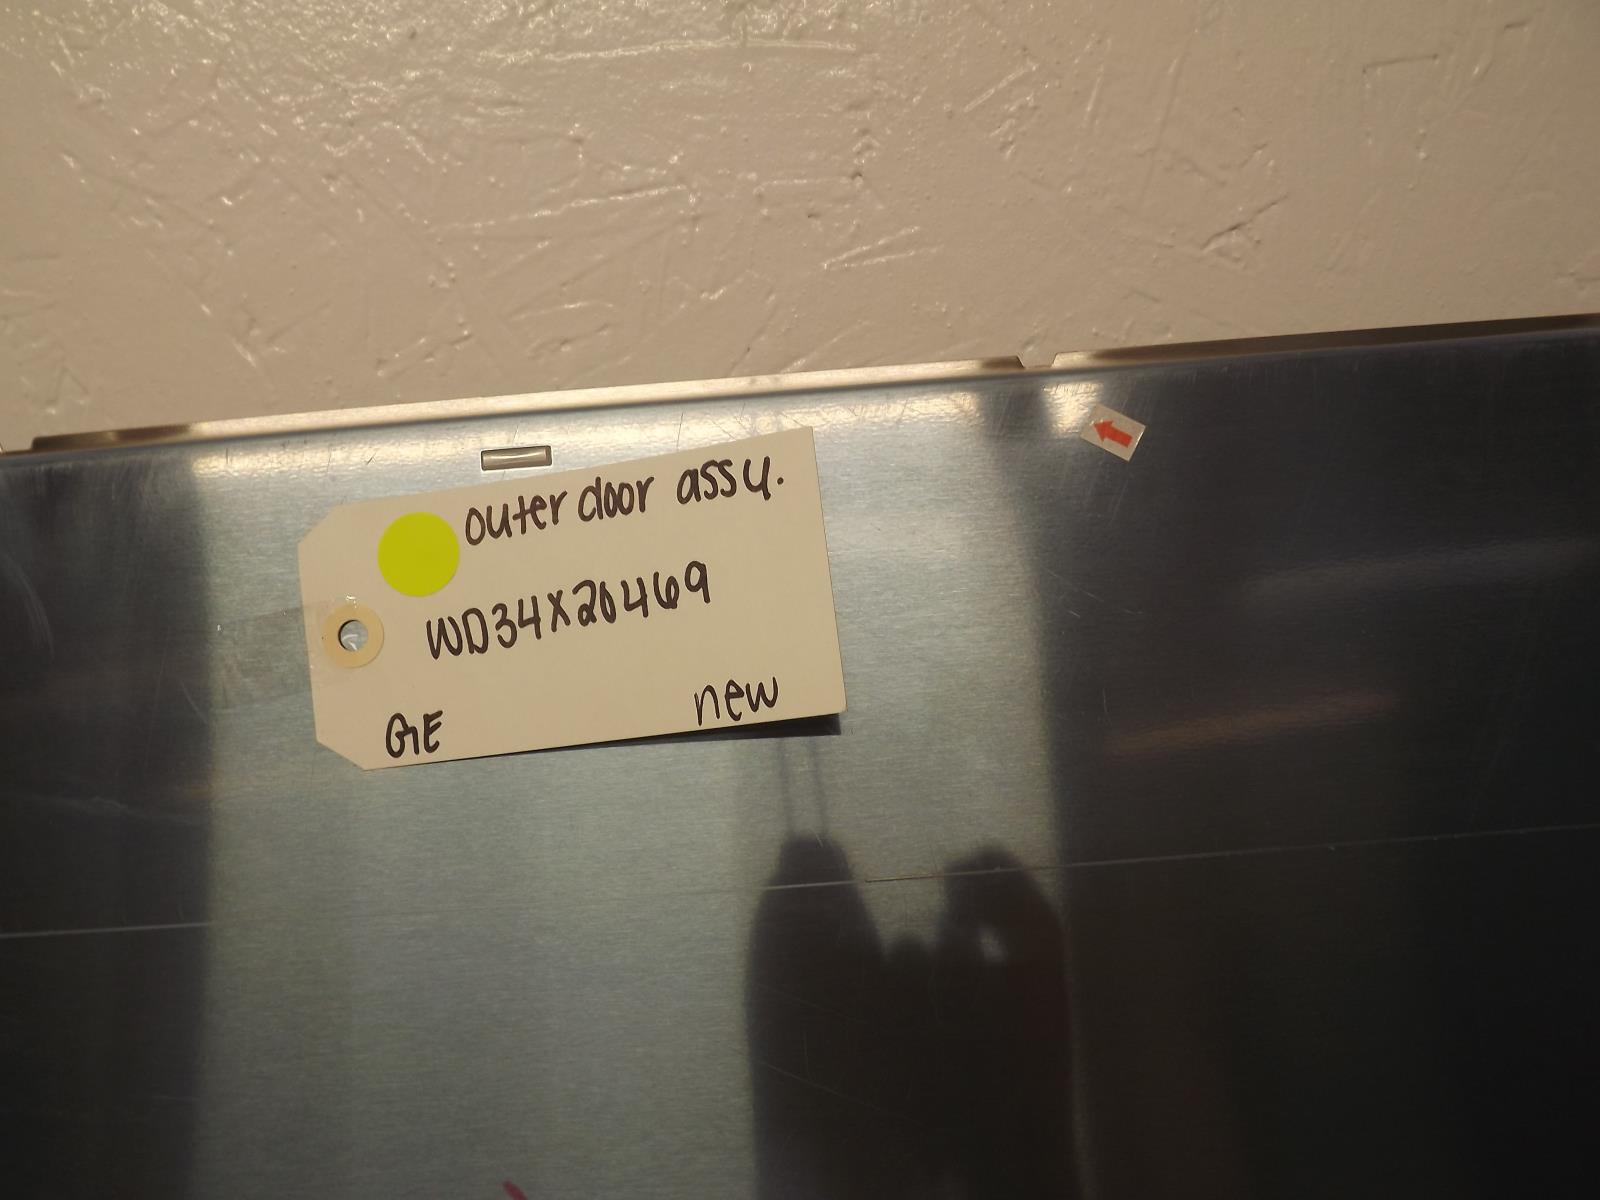 outer door assy.
WD34X20469
GE
new